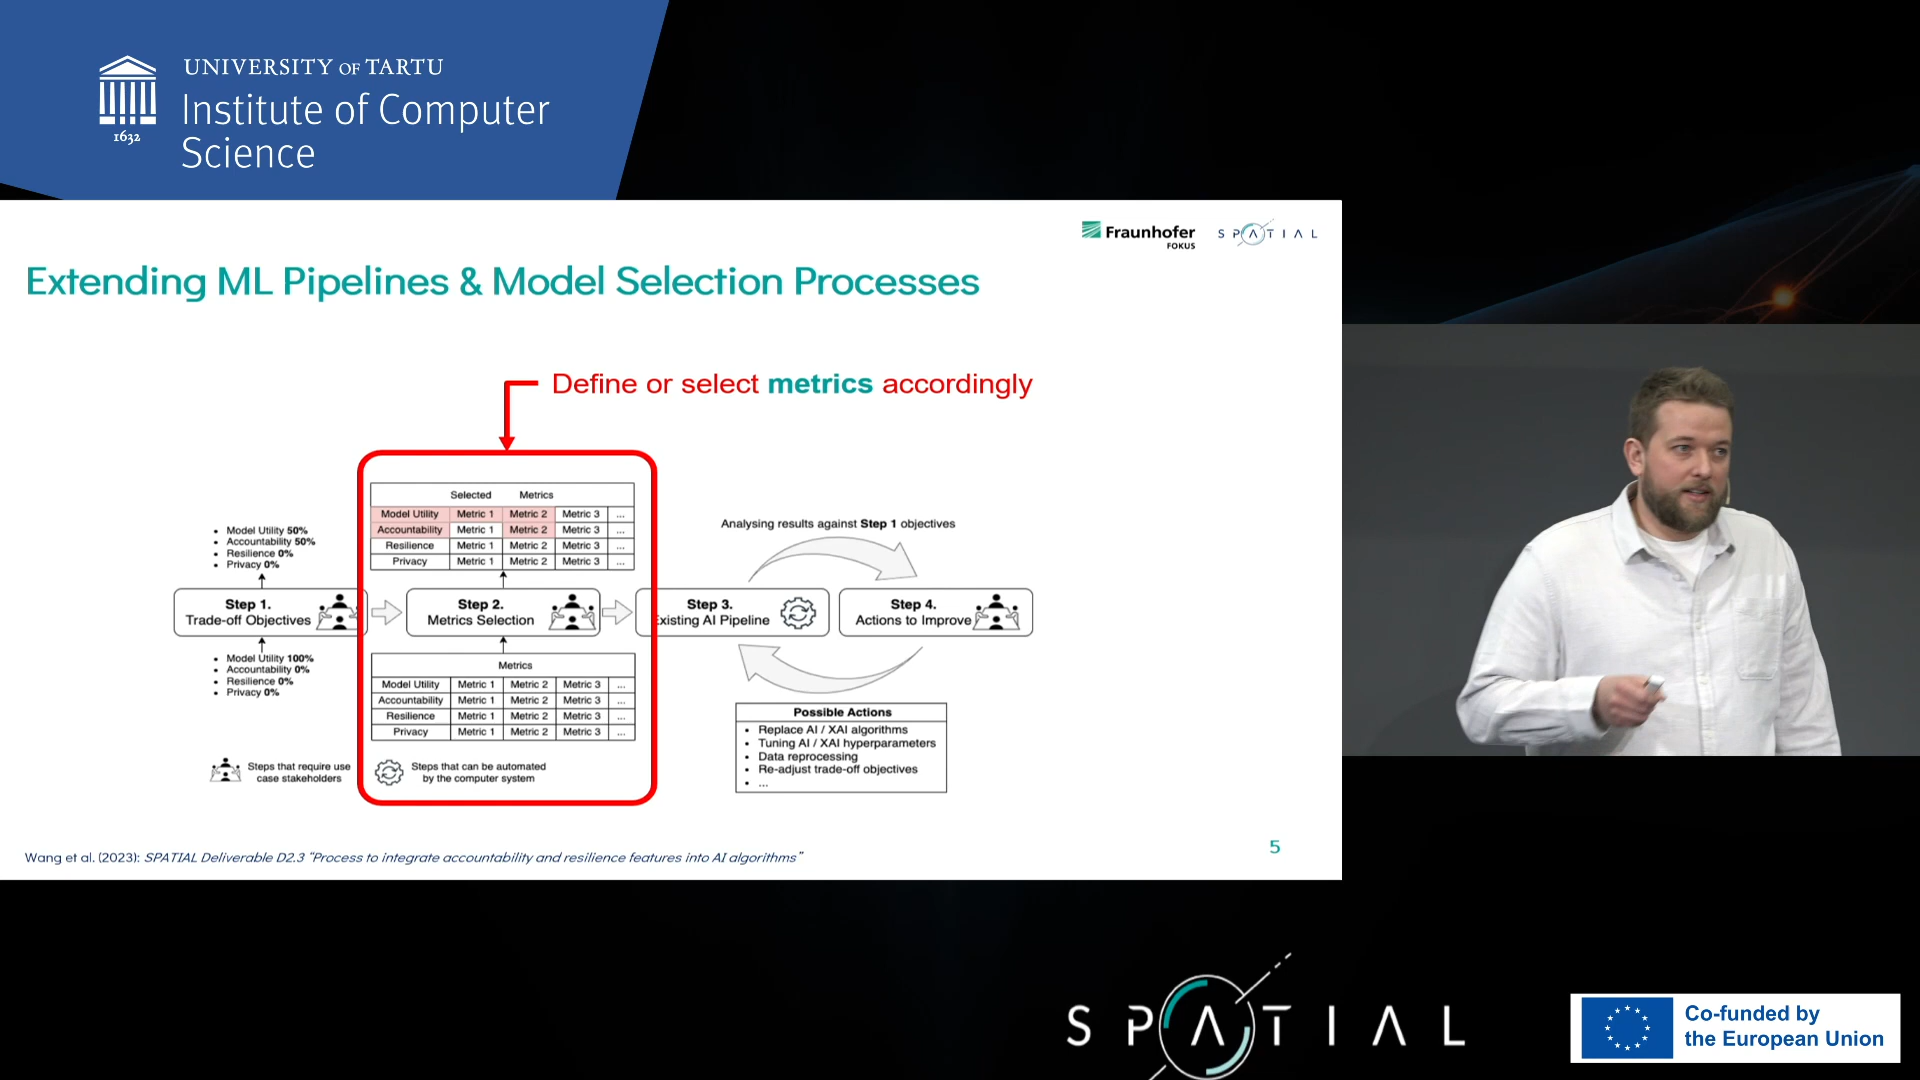 UNIVERSITY OF TARTU
Institute of Computer
Science
1632
Fraunhofer
FOKUS
SPATIAL
Extending ML Pipelines & Model Selection Processes
Define or select metrics accordingly
Selected Metrics
Model Utility Metric 1 Metric 2 Metric 3 ...
Accountability Metric 1 Metric 2 Metric 3 ...
Resilience Metric 1 Metric 2 Metric 3 ...
Privacy Metric 1 Metric 2 Metric 3 ...
• Model Utility 50%
• Accountability 50%
• Resilience 0%
• Privacy 0%
Analysing results against Step 1 objectives
Step 1.
Trade-off Objectives
Step 2.
Metrics Selection
Step 3.
Existing AI Pipeline
Step 4.
Actions to Improve
• Model Utility 100%
• Accountability 0%
• Resilience 0%
• Privacy 0%
Metrics
Model Utility Metric 1 Metric 2 Metric 3 ...
Accountability Metric 1 Metric 2 Metric 3 ...
Resilience Metric 1 Metric 2 Metric 3 ...
Privacy Metric 1 Metric 2 Metric 3 ...
Possible Actions
• Replace AI / XAI algorithms
• Tuning AI / XAI hyperparameters
• Data reprocessing
• Re-adjust trade-off objectives
• ...
Steps that require use
case stakeholders
Steps that can be automated
by the computer system
Wang et al. (2023): SPATIAL Deliverable D2.3 "Process to integrate accountability and resilience features into AI algorithms"
5
SPATIAL
Co-funded by
the European Union